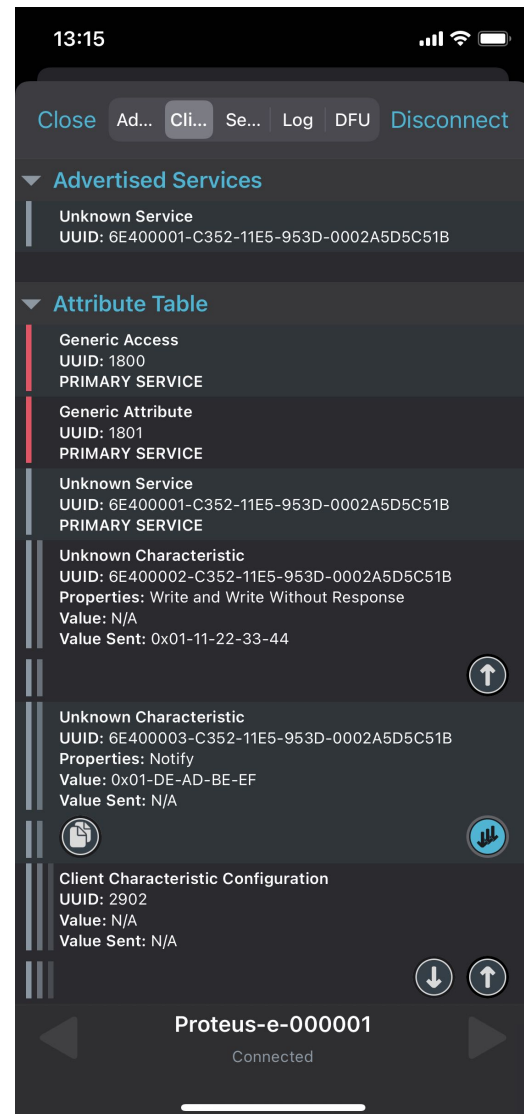 13:15
Close Ad... Cli... Se... Log DFU Disconnect
Advertised Services
Unknown Service
UUID: 6E400001-C352-11E5-953D-0002A5D5C51B
Attribute Table
Generic Access
UUID: 1800
PRIMARY SERVICE
Generic Attribute
UUID: 1801
PRIMARY SERVICE
Unknown Service
UUID: 6E400001-C352-11E5-953D-0002A5D5C51B
PRIMARY SERVICE
Unknown Characteristic
UUID: 6E400002-C352-11E5-953D-0002A5D5C51B
Properties: Write and Write Without Response
Value: N/A
Value Sent: 0x01-11-22-33-44
Unknown Characteristic
UUID: 6E400003-C352-11E5-953D-0002A5D5C51B
Properties: Notify
Value: 0x01-DE-AD-BE-EF
Value Sent: N/A
Client Characteristic Configuration
UUID: 2902
Value: N/A
Value Sent: N/A
Proteus-e-000001
Connected